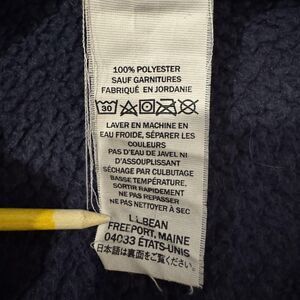 100% POLYESTER
SAUF GARNITURES
FABRIQUÉ EN JORDANIE
30
LAVER EN MACHINE EN
EAU FROIDE, SÉPARER LES
COULEURS
PAS D'EAU DE JAVEL NI
D'ASSOUPLISSANT
SÉCHAGE PAR CULBUTAGE
BASSE TEMPÉRATURE.
SORTIR RAPIDEMENT
NE PAS REPASSER
NE PAS NETTOYER À SEC
L.L.BEAN
FREEPORT, MAINE
04033 ÉTATS-UNIS
日本語は裏面をご覧ください。